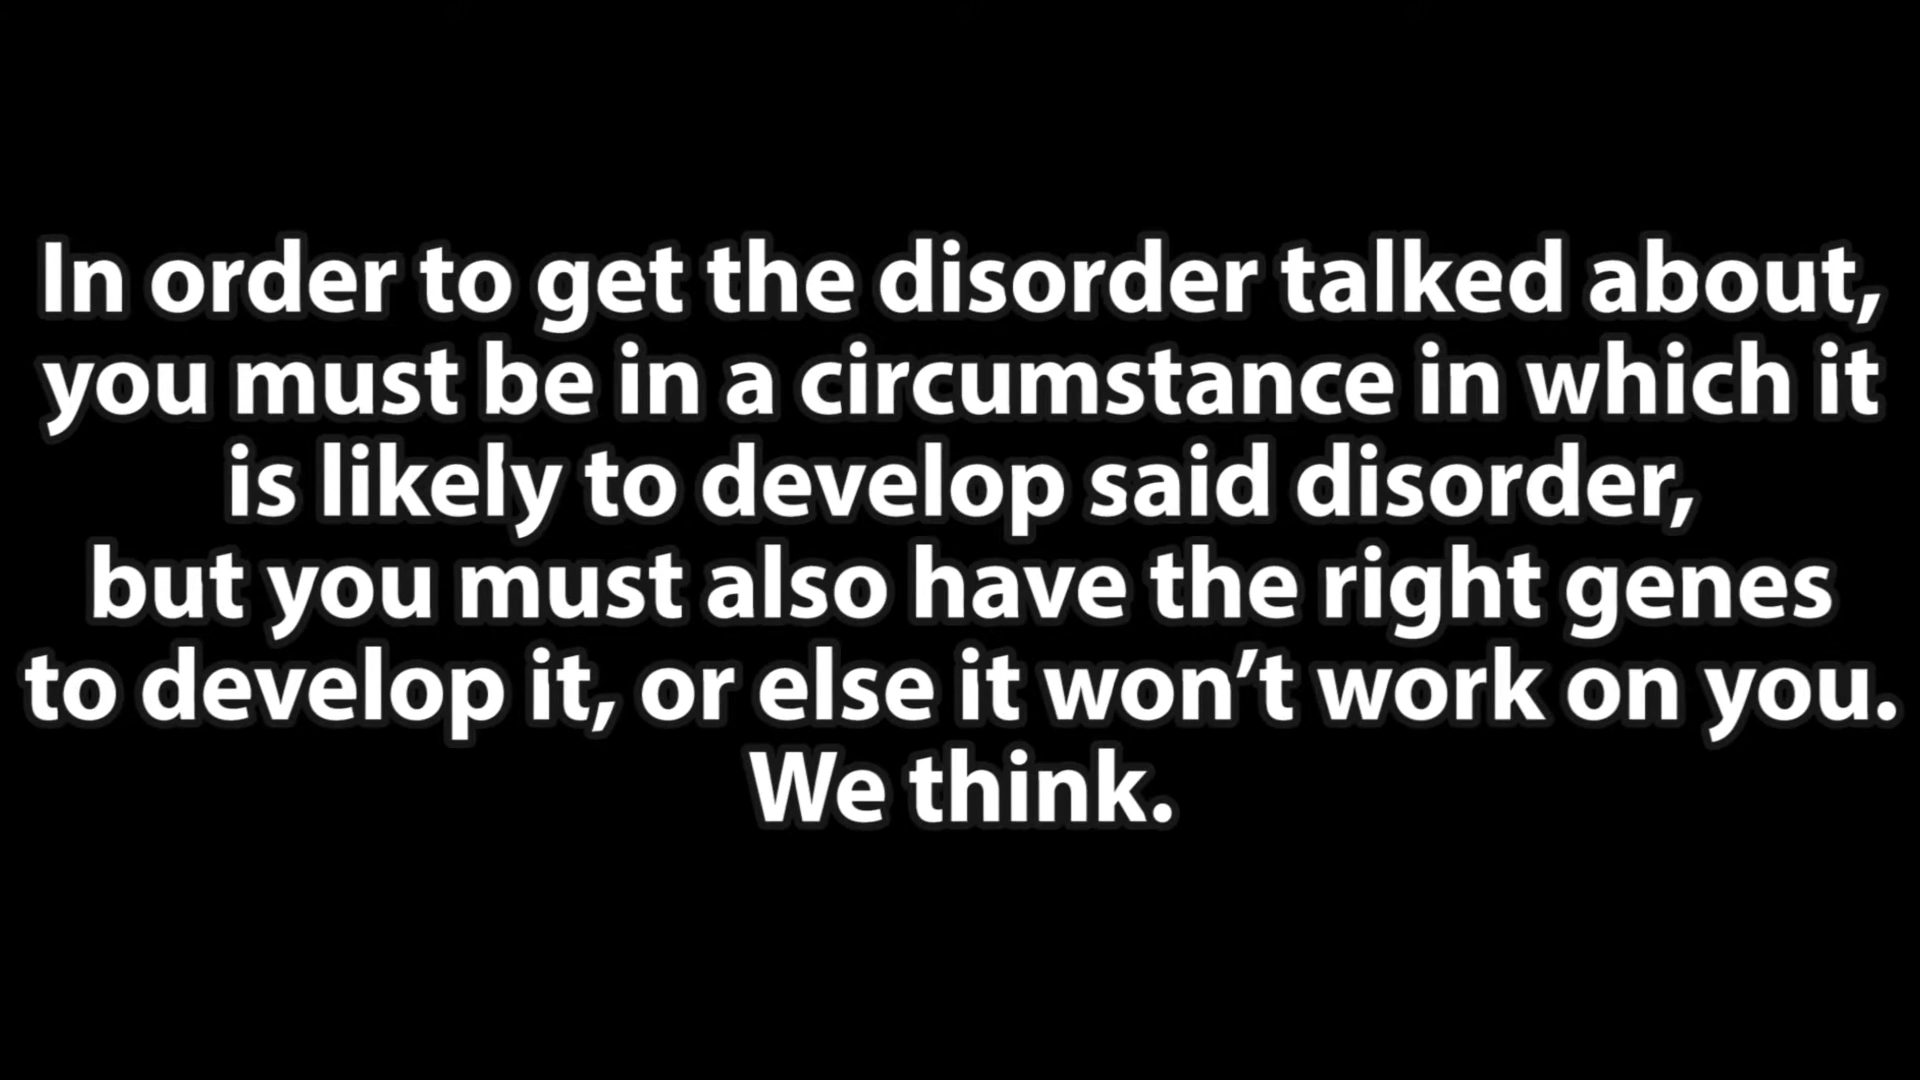 In order to get the disorder talked about,
you must be in a circumstance in which it
is likely to develop said disorder,
but you must also have the right genes
to develop it, or else it won’t work on you.
We think.